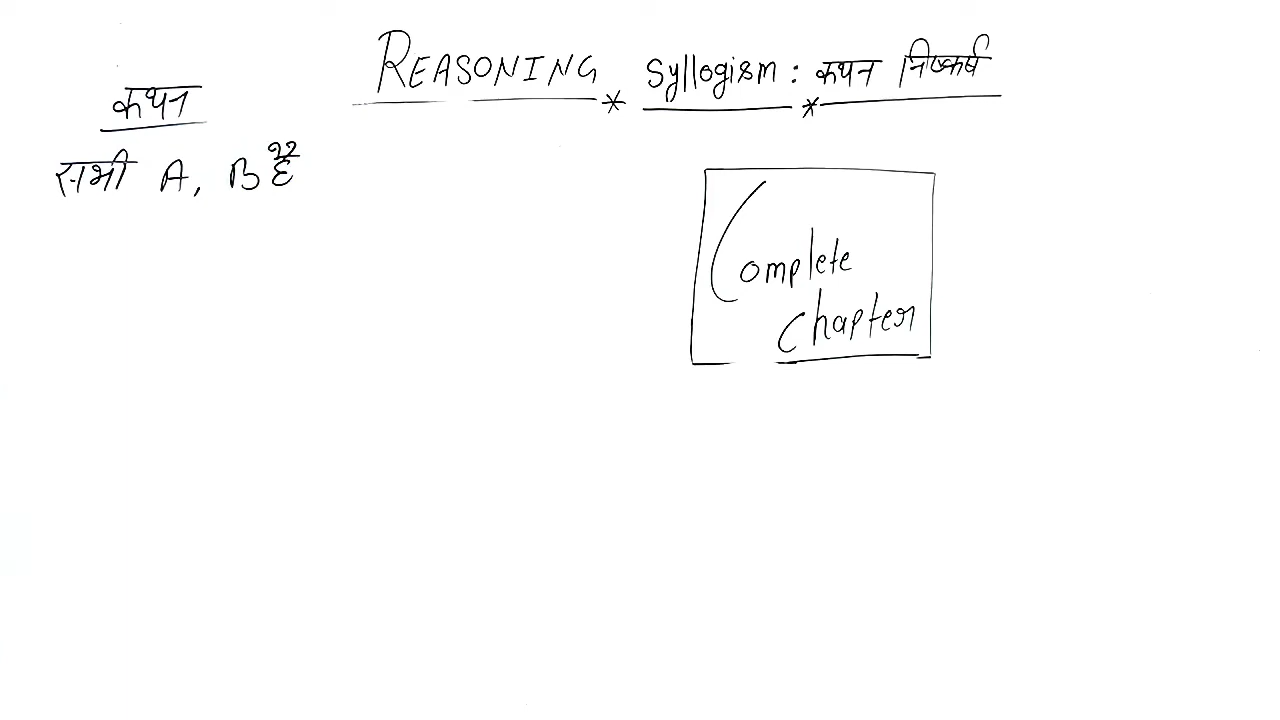 REASONING Syllogism : कथन निष्कर्ष
कथन
सभी A, B हैं
Complete
Chapter